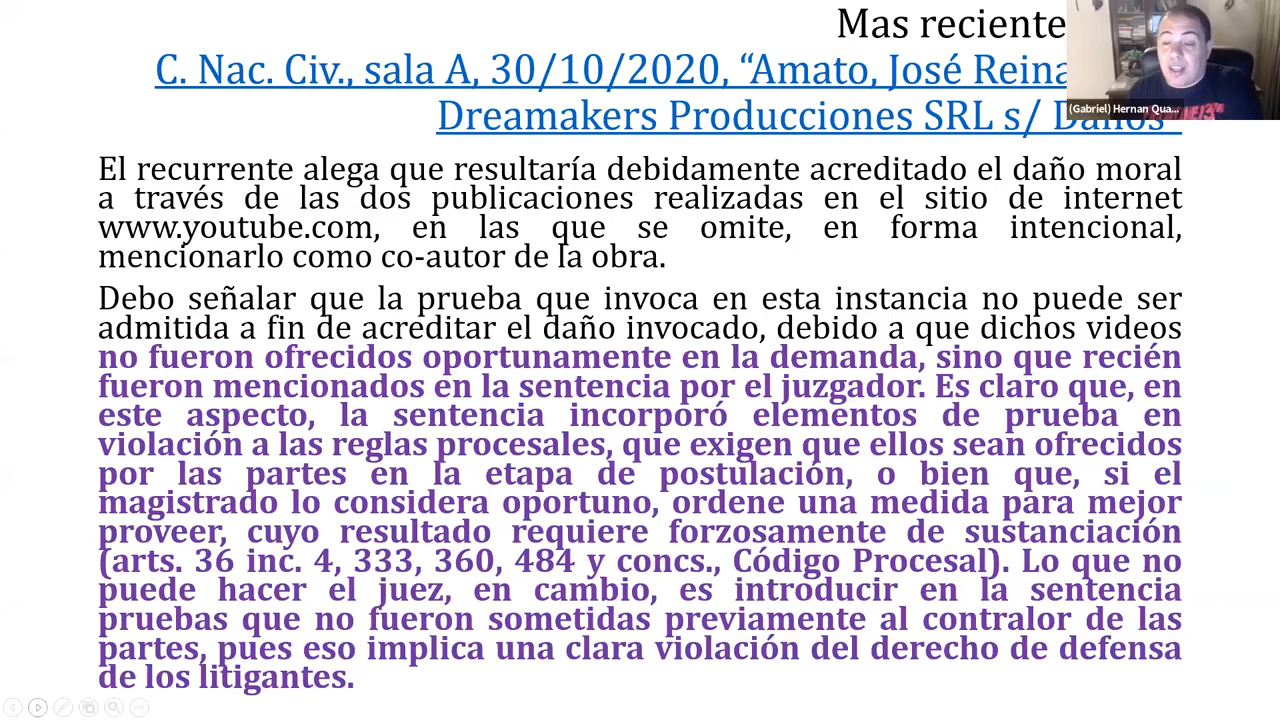 Mas reciente
C. Nac. Civ., sala A, 30/10/2020, “Amato, José Reina
Dreamakers Producciones SRL s/ Daños”
(Gabriel) Hernan Qua...
El recurrente alega que resultaría debidamente acreditado el daño moral
a través de las dos publicaciones realizadas en el sitio de internet
www.youtube.com, en las que se omite, en forma intencional,
mencionarlo como co-autor de la obra.
Debo señalar que la prueba que invoca en esta instancia no puede ser
admitida a fin de acreditar el daño invocado, debido a que dichos videos
no fueron ofrecidos oportunamente en la demanda, sino que recién
fueron mencionados en la sentencia por el juzgador. Es claro que, en
este aspecto, la sentencia incorporó elementos de prueba en
violación a las reglas procesales, que exigen que ellos sean ofrecidos
por las partes en la etapa de postulación, o bien que, si el
magistrado lo considera oportuno, ordene una medida para mejor
proveer, cuyo resultado requiere forzosamente de sustanciación
(arts. 36 inc. 4, 333, 360, 484 y concs., Código Procesal). Lo que no
puede hacer el juez, en cambio, es introducir en la sentencia
pruebas que no fueron sometidas previamente al contralor de las
partes, pues eso implica una clara violación del derecho de defensa
de los litigantes.